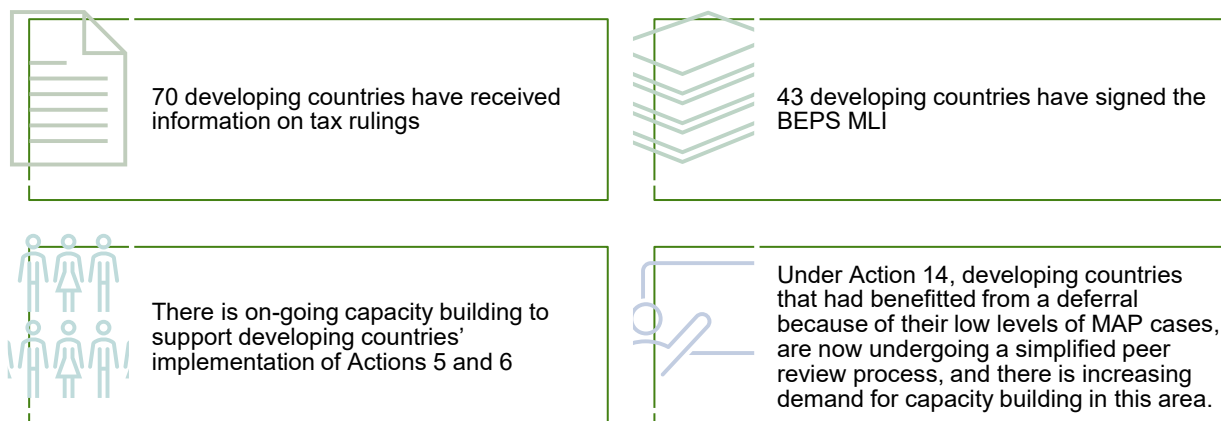 70 developing countries have received
information on tax rulings
43 developing countries have signed the
BEPS MLI
There is on-going capacity building to
support developing countries’
implementation of Actions 5 and 6
Under Action 14, developing countries
that had benefitted from a deferral
because of their low levels of MAP cases,
are now undergoing a simplified peer
review process, and there is increasing
demand for capacity building in this area.